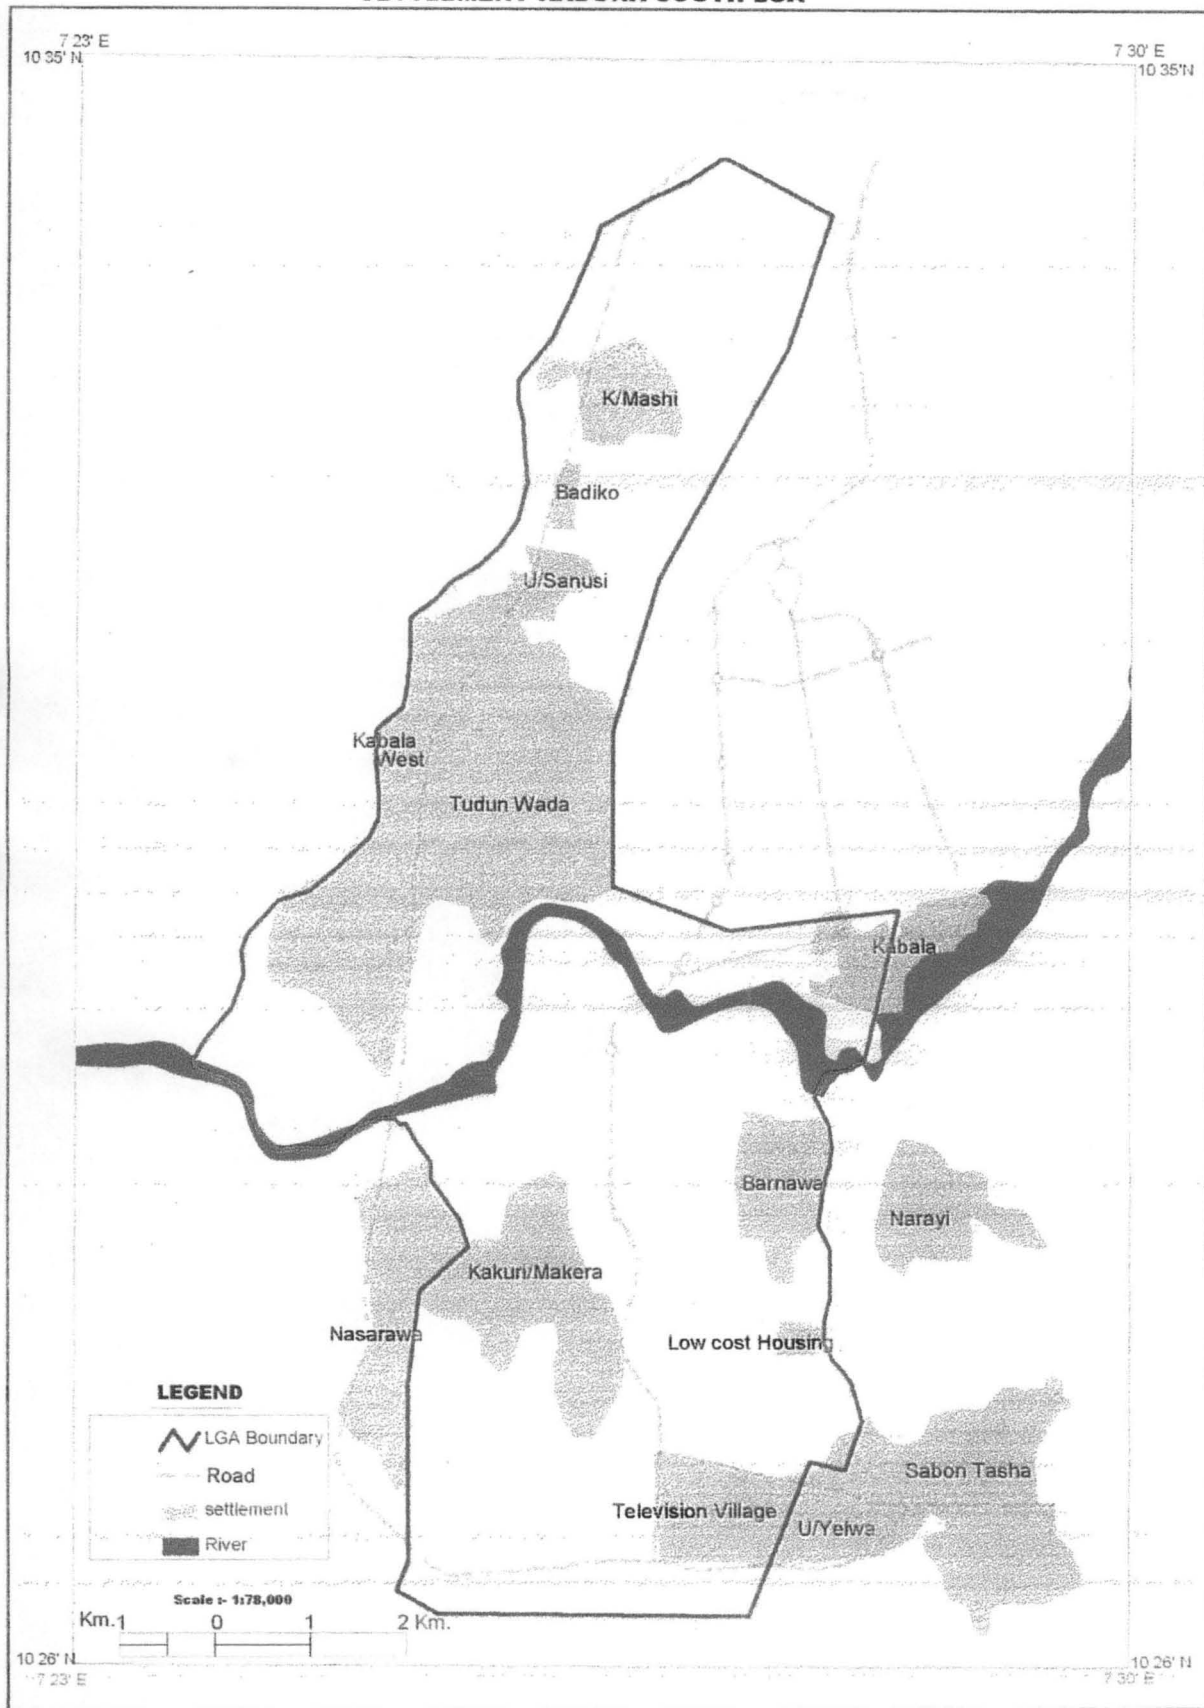 7 23' E
7 30' E
10 35' N
10 35'N
K/Mashi
Badiko
U/Sanusi
Kabala
West
Tudun Wada
Kabala
Barnawa
Narayi
Kakuri/Makera
Nasarawa
Low cost Housing
LEGEND
LGA Boundary
Road
settlement
River
Sabon Tasha
Television Village
U/Yelwa
Scale :- 1:78,000
Km.1 0 1 2 Km.
10 26' N
10 26' N
7 23' E
7 30' E